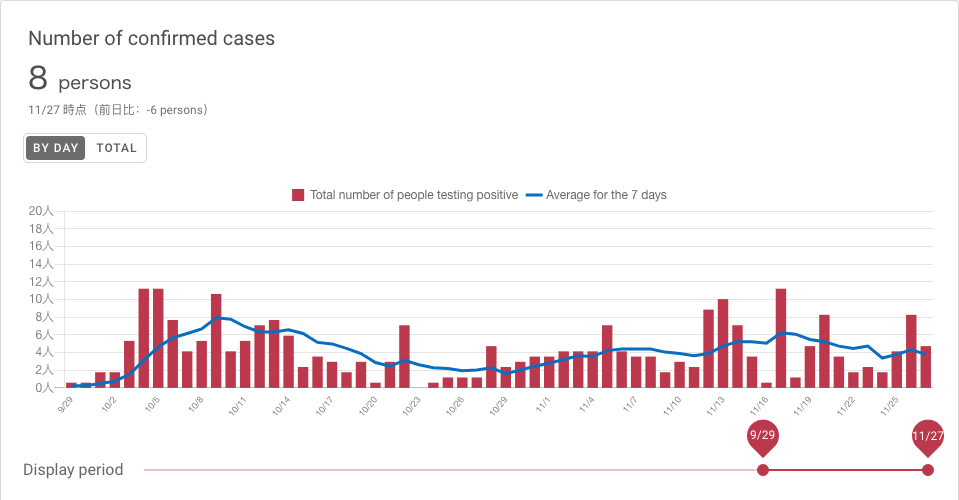 Number of confirmed cases
8 persons
11/27 時点（前日比：-6 persons）
BY DAY TOTAL
Total number of people testing positive Average for the 7 days
20人
18人
16人
14人
12人
10人
8人
6人
4人
2人
0人
9/29 10/2 10/5 10/8 10/11 10/14 10/17 10/20 10/23 10/26 10/29 11/1 11/4 11/7 11/10 11/13 11/16 11/19 11/22 11/25
9/29 11/27
Display period